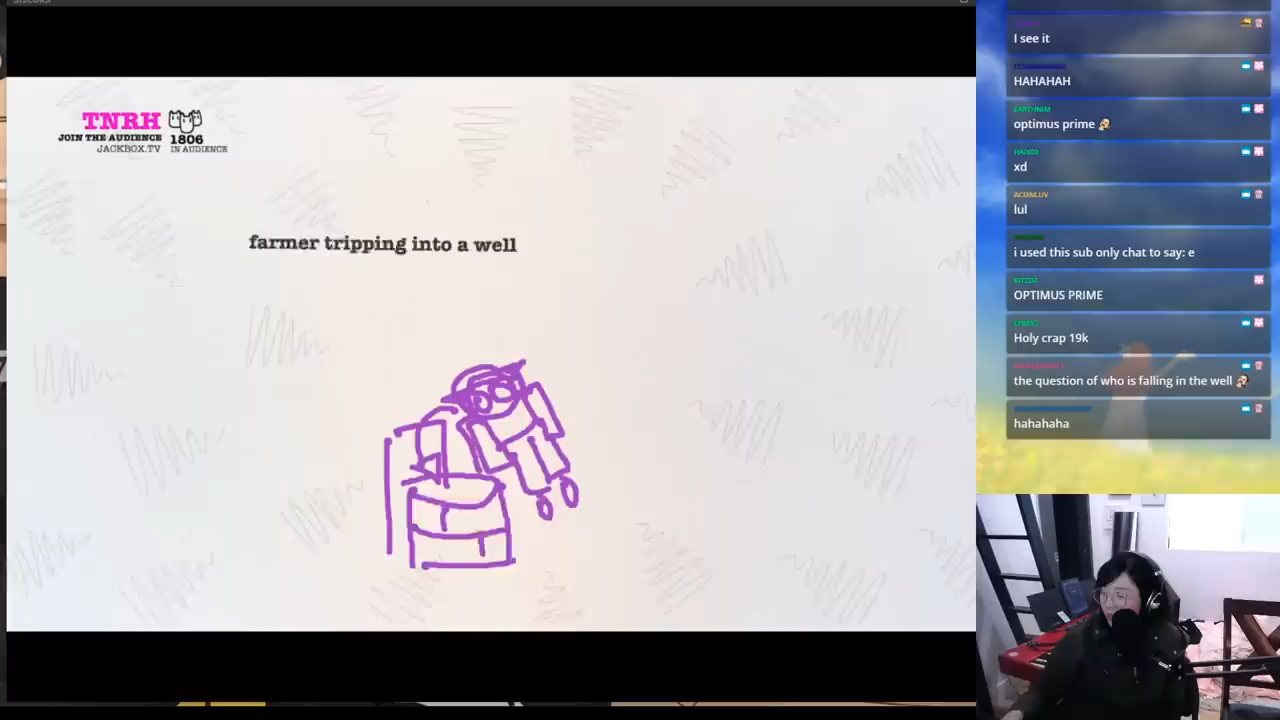 TNRH
JOIN THE AUDIENCE
JACKBOX.TV
1806
IN AUDIENCE
farmer tripping into a well
I see it
HAHAHAH
EARTHNIM
optimus prime
xd
ACONLUV
lul
i used this sub only chat to say: e
OPTIMUS PRIME
Holy crap 19k
the question of who is falling in the well
hahahaha